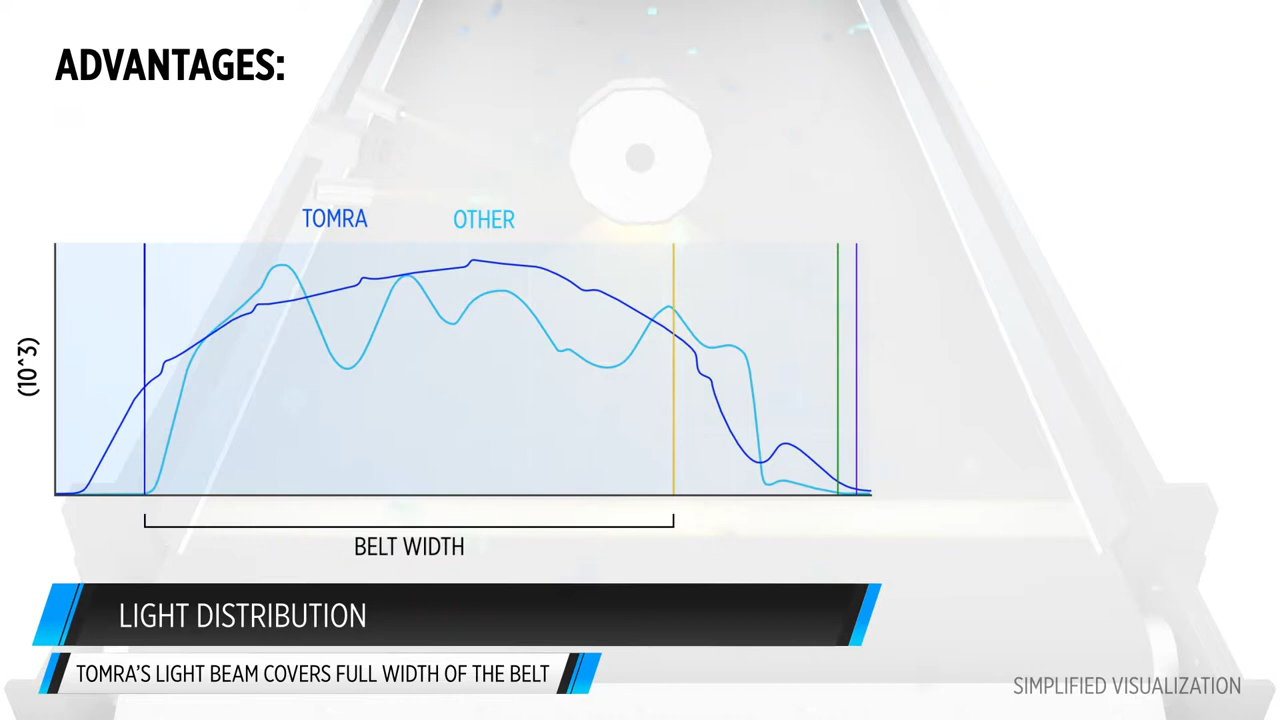 ADVANTAGES:
TOMRA
OTHER
(10^3)
BELT WIDTH
LIGHT DISTRIBUTION
TOMRA'S LIGHT BEAM COVERS FULL WIDTH OF THE BELT
SIMPLIFIED VISUALIZATION